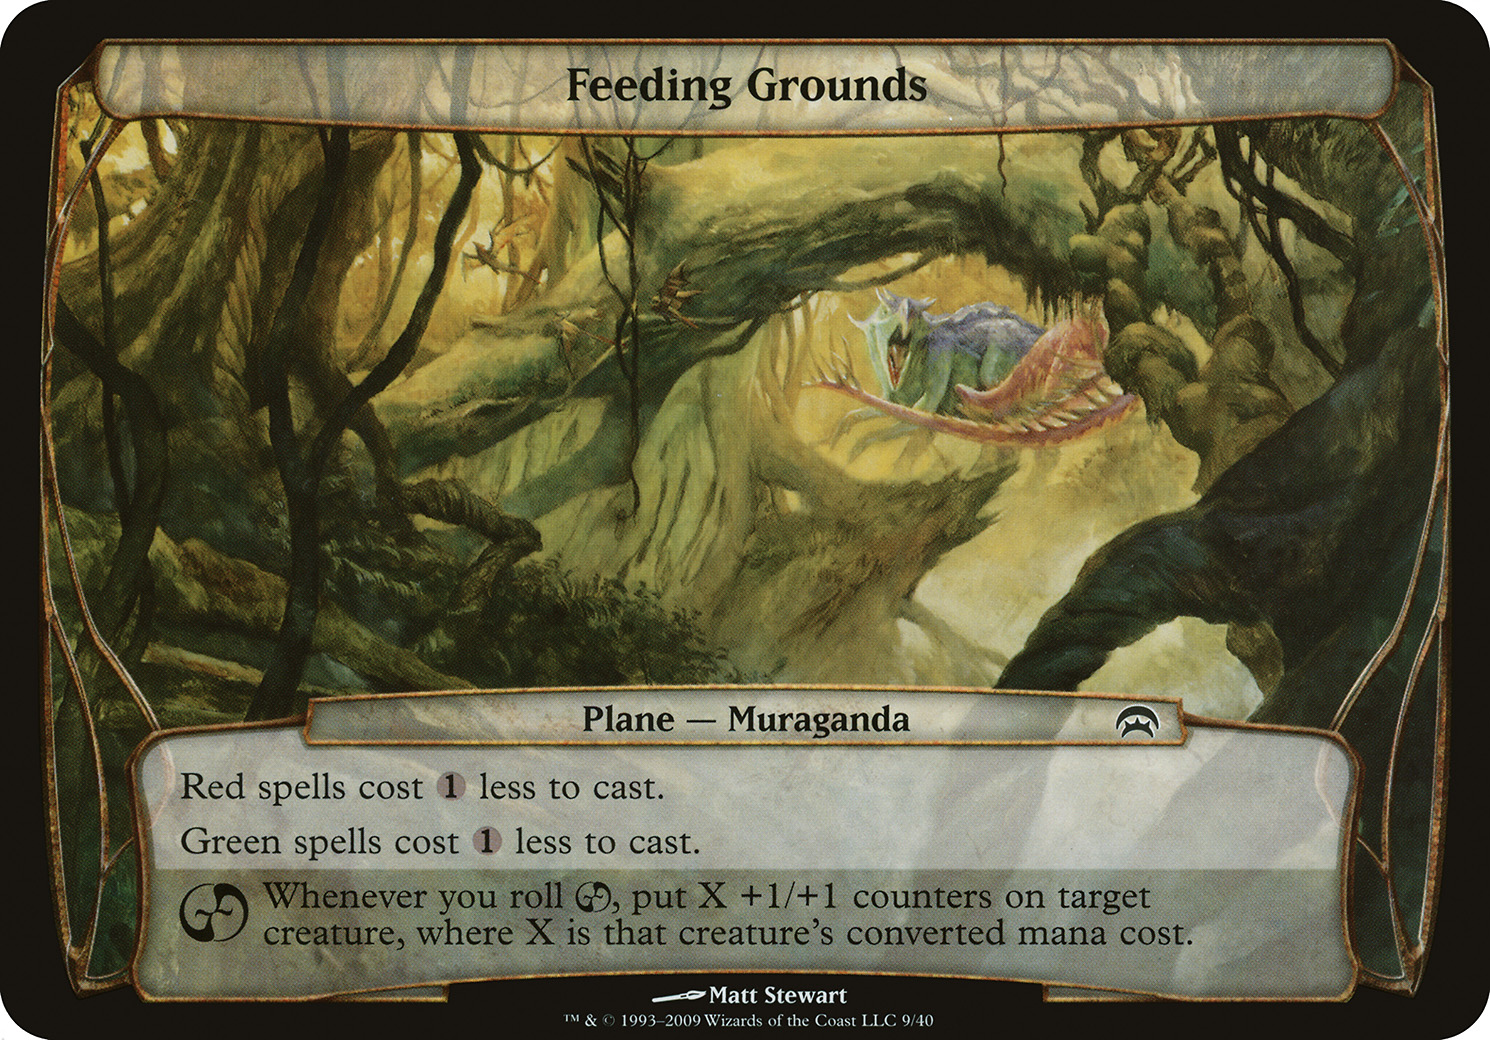 Feeding Grounds
Plane — Muraganda
Red spells cost 1 less to cast.
Green spells cost 1 less to cast.
Whenever you roll , put X +1/+1 counters on target
creature, where X is that creature's converted mana cost.
Matt Stewart
™ & © 1993–2009 Wizards of the Coast LLC 9/40